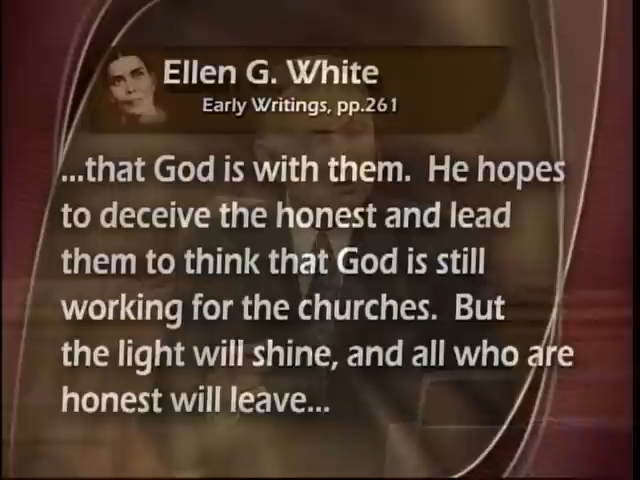 Ellen G. White
Early Writings, pp.261
...that God is with them. He hopes
to deceive the honest and lead
them to think that God is still
working for the churches. But
the light will shine, and all who are
honest will leave...